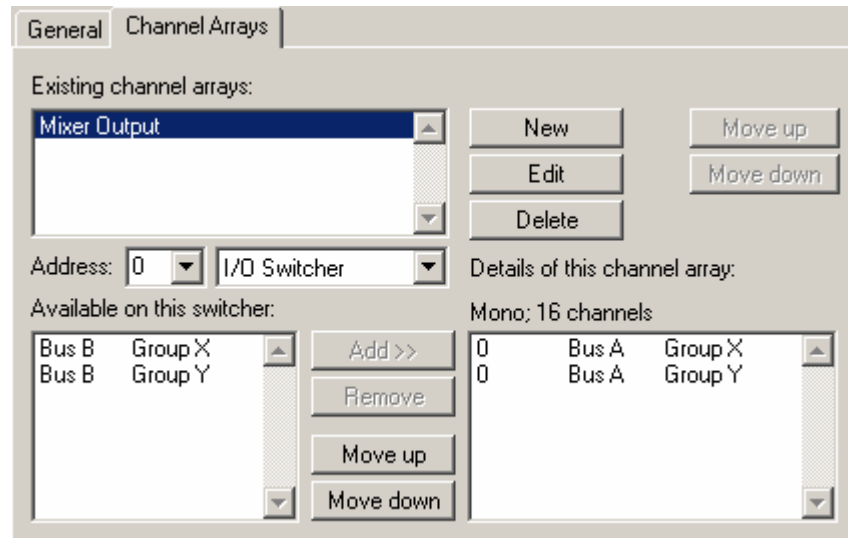 General Channel Arrays
Existing channel arrays:
Mixer Output
New
Move up
Edit
Move down
Delete
Address: 0 I/O Switcher
Details of this channel array:
Available on this switcher:
Mono; 16 channels
Bus B Group X
Bus B Group Y
Add >>
Remove
Move up
Move down
0 Bus A Group X
0 Bus A Group Y